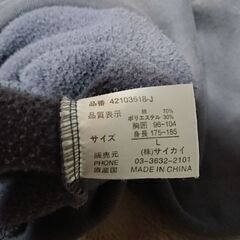 品番 42103518-J
品質表示 綿 70%
ポリエステル 30%
サイズ 胸囲 96-104
身長 175-185
L
販売元 (株)サイカイ
PHONE 03-3632-2101
原産国 MADE IN CHINA